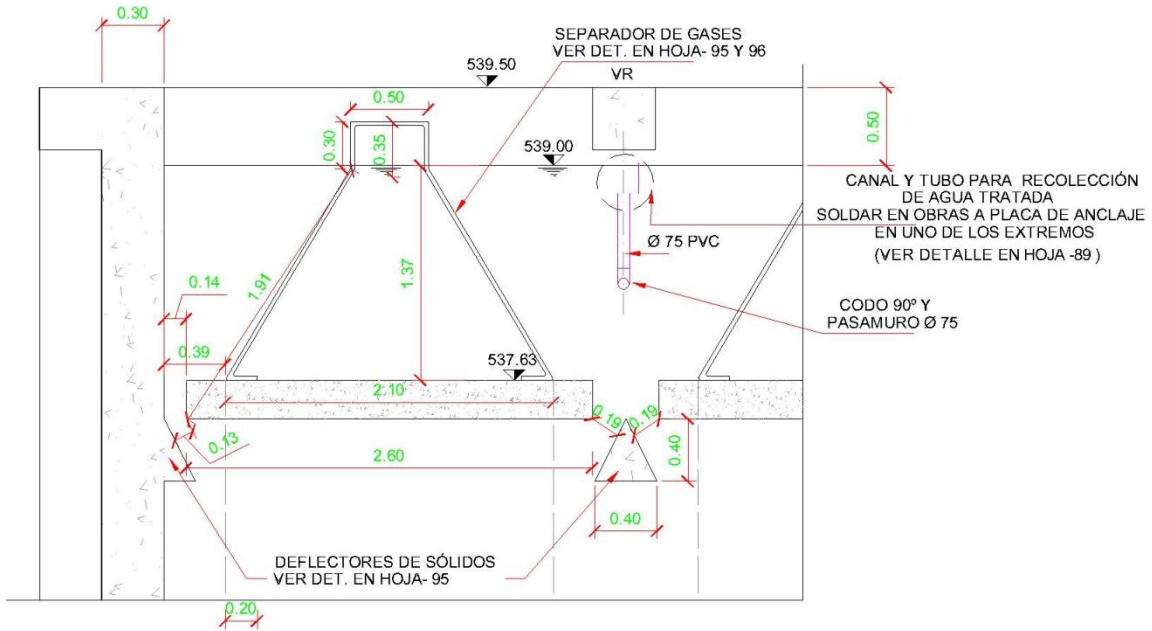 0.30
SEPARADOR DE GASES
VER DET. EN HOJA- 95 Y 96
VR
539.50
0.50
0.50
0.30
0.35
539.00
CANAL Y TUBO PARA RECOLECCIÓN
DE AGUA TRATADA
SOLDAR EN OBRAS A PLACA DE ANCLAJE
EN UNO DE LOS EXTREMOS
(VER DETALLE EN HOJA -89 )
Ø 75 PVC
1.91
1.37
0.14
CODO 90º Y
PASAMURO Ø 75
0.39
537.63
2.10
0.19
0.19
0.13
0.40
2.60
0.40
DEFLECTORES DE SÓLIDOS
VER DET. EN HOJA- 95
0.20